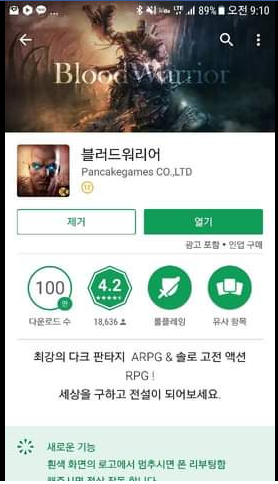 89% 오전 9:10
Blood Warrior
블러드워리어
Pancakegames CO.,LTD
12
제거
열기
광고 포함 • 인앱 구매
100
만
4.2
다운로드 수
18,636
롤플레잉
유사 항목
최강의 다크 판타지 ARPG & 솔로 고전 액션
RPG !
세상을 구하고 전설이 되어보세요.
새로운 기능
흰색 화면의 로고에서 멈추시면 폰 리부팅함